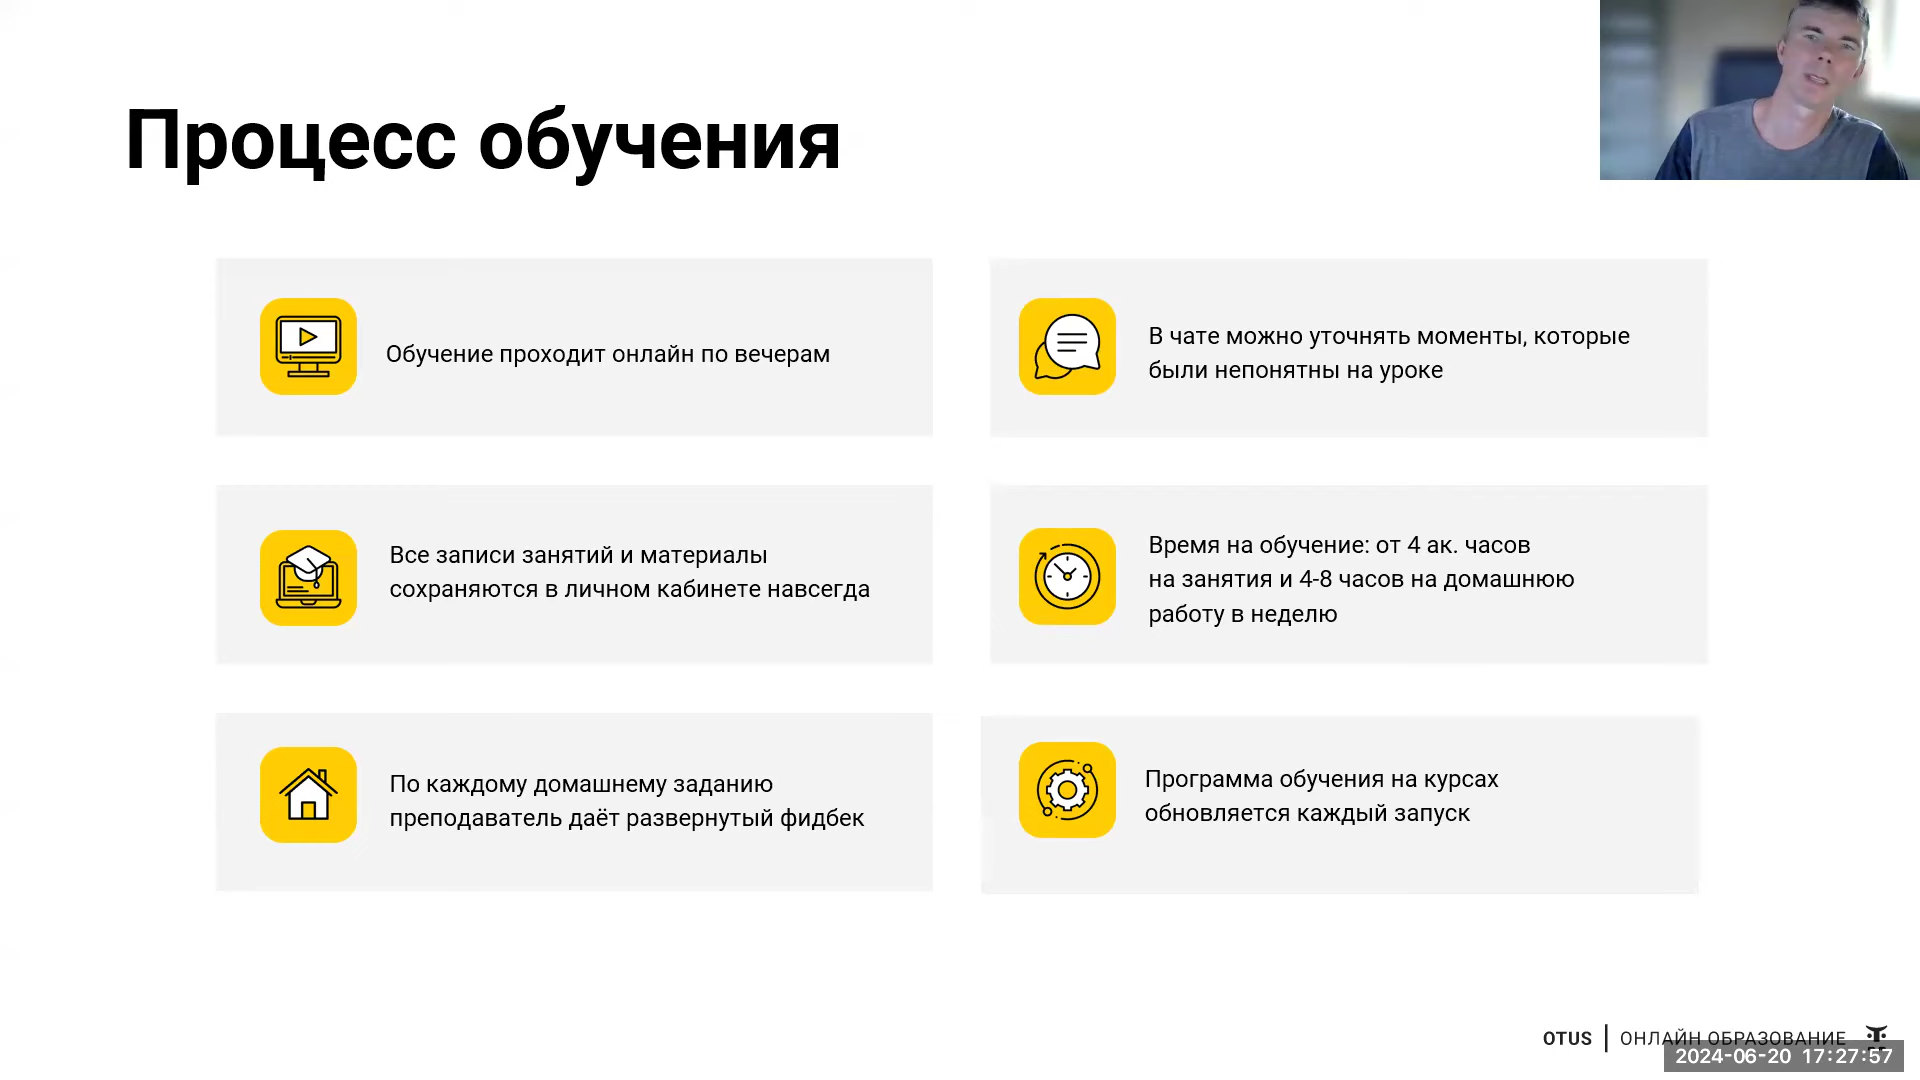 Процесс обучения
Обучение проходит онлайн по вечерам
В чате можно уточнять моменты, которые
были непонятны на уроке
Все записи занятий и материалы
сохраняются в личном кабинете навсегда
Время на обучение: от 4 ак. часов
на занятия и 4-8 часов на домашнюю
работу в неделю
По каждому домашнему заданию
преподаватель даёт развернутый фидбек
Программа обучения на курсах
обновляется каждый запуск
OTUS | ОНЛАЙН ОБРАЗОВАНИЕ
2024-06-20 17:27:57